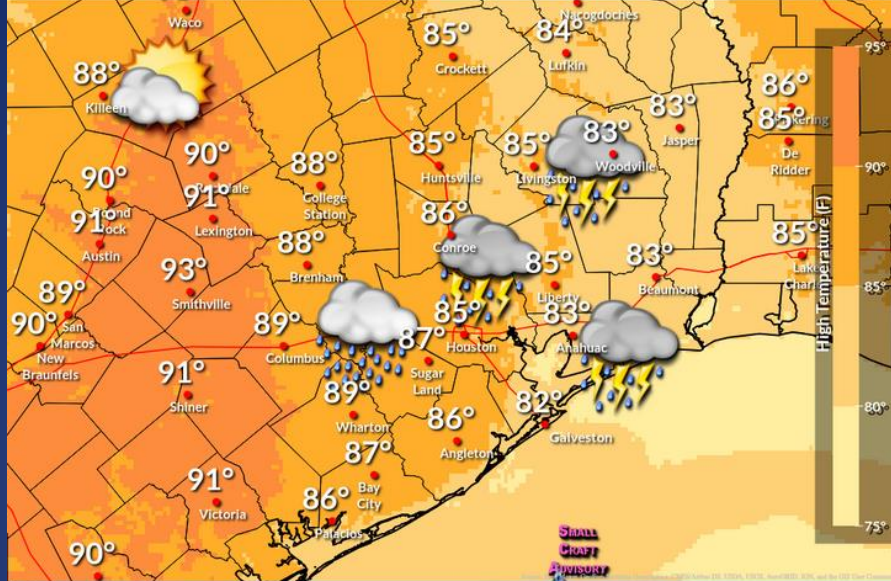 Waco
Nacogdoches
85°
Crockett
84°
Lufkin
88°
Killeen
95°
86°
85°
De
Ridder
83°
Jasper
83°
Woodville
85°
Livingston
85°
Huntsville
90°
90°
91°
Lexington
88°
College
Station
90°
90°
91°
Austin
86°
Conroe
88°
Brenham
85°
Liberty
83°
Beaumont
85°
Lake
High Temperature (F)
93°
Smithville
85°
89°
San
Marcos
90°
New
Braunfels
89°
Columbus
85°
Houston
83°
Anahuac
87°
Sugar
Land
91°
Shiner
89°
Wharton
82°
Galveston
86°
Angleton
80°
87°
Bay
City
91°
Victoria
86°
Palacios
75°
90°
Small
Craft
Advisory